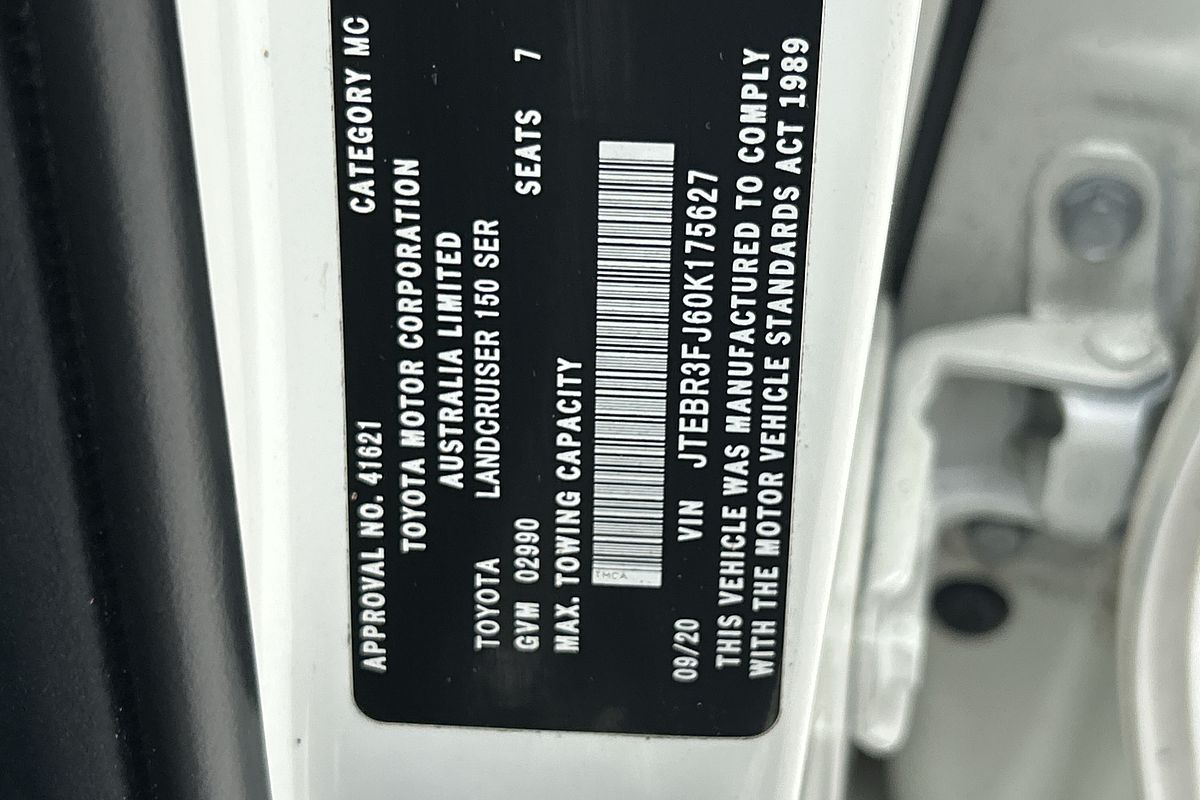 APPROVAL NO. 41621 CATEGORY MC
TOYOTA MOTOR CORPORATION
AUSTRALIA LIMITED
TOYOTA LANDCRUISER 150 SER
GVM 02990 SEATS 7
MAX. TOWING CAPACITY
TMCA
09/20 VIN JTEBR3FJ60K175627
THIS VEHICLE WAS MANUFACTURED TO COMPLY
WITH THE MOTOR VEHICLE STANDARDS ACT 1989